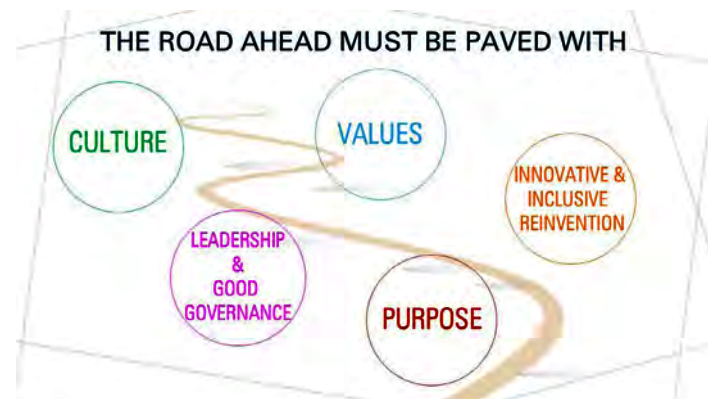 THE ROAD AHEAD MUST BE PAVED WITH
CULTURE
VALUES
INNOVATIVE &
INCLUSIVE
REINVENTION
LEADERSHIP
&
GOOD
GOVERNANCE
PURPOSE